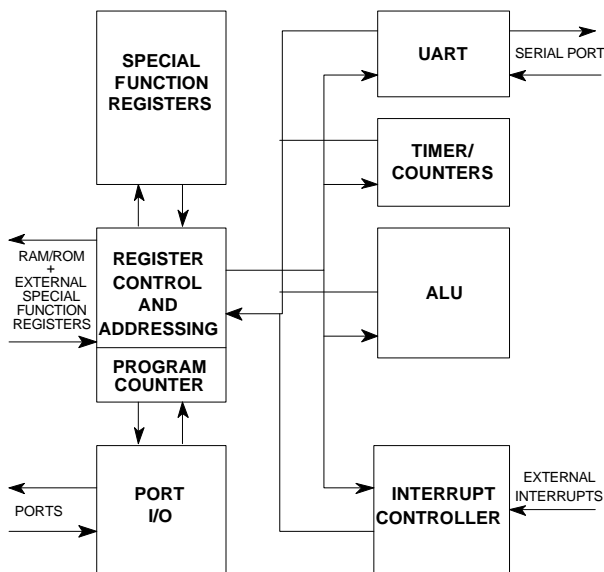 SPECIAL
FUNCTION
REGISTERS
UART
SERIAL PORT
TIMER/
COUNTERS
RAM/ROM
+
EXTERNAL
SPECIAL
FUNCTION
REGISTERS
REGISTER
CONTROL
AND
ADDRESSING
ALU
PROGRAM
COUNTER
PORTS
PORT
I/O
INTERRUPT
CONTROLLER
EXTERNAL
INTERRUPTS